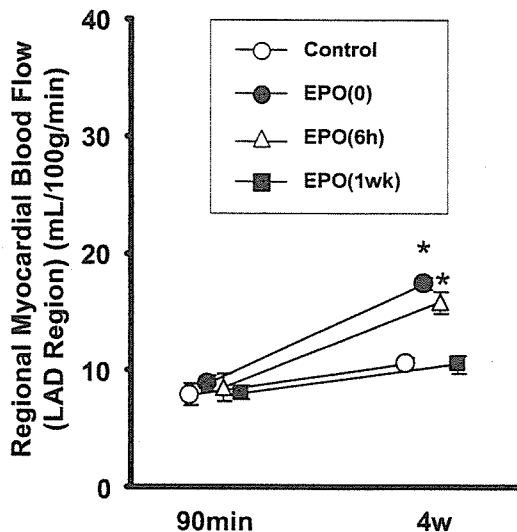 Regional Myocardial Blood Flow
(LAD Region) (mL/100g/min)
40
30
20
10
0
Control
EPO(0)
EPO(6h)
EPO(1wk)
*
*
90min
4w